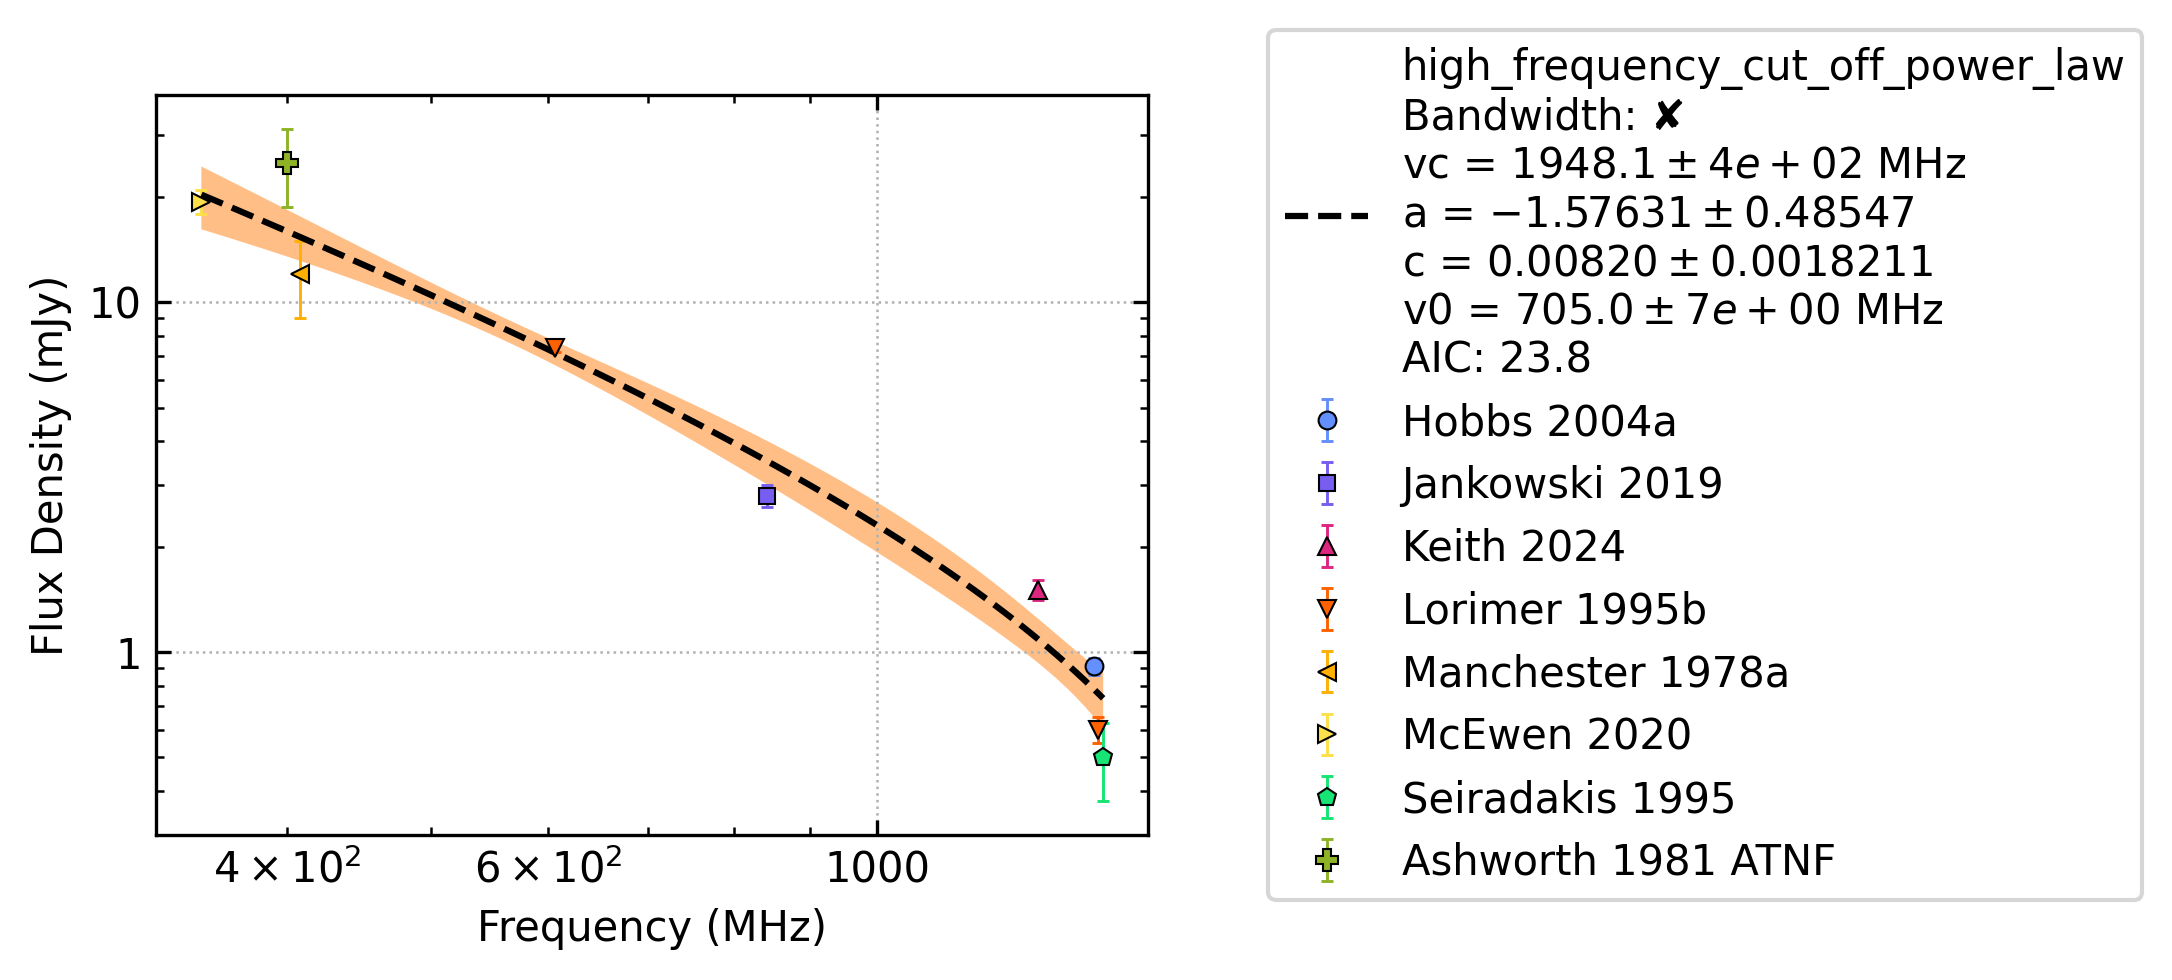 high_frequency_cut_off_power_law
Bandwidth: ✘
vc = 1948.1 ± 4e + 02 MHz
a = −1.57631 ± 0.48547
c = 0.00820 ± 0.0018211
v0 = 705.0 ± 7e + 00 MHz
AIC: 23.8
Hobbs 2004a
Jankowski 2019
Keith 2024
Lorimer 1995b
Manchester 1978a
McEwen 2020
Seiradakis 1995
Ashworth 1981 ATNF
Flux Density (mJy)
10
1
4 × 10²
6 × 10²
1000
Frequency (MHz)